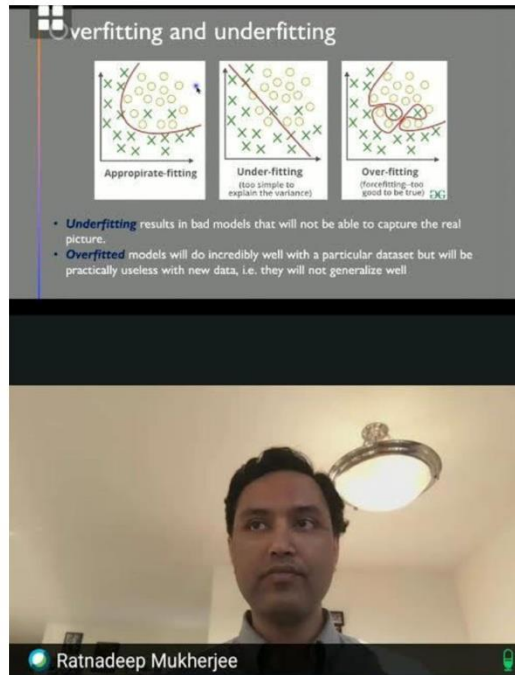 verfitting and underfitting
Appropirate-fitting
Under-fitting
(too simple to
explain the variance)
Over-fitting
(forcefitting--too
good to be true)
• Underfitting results in bad models that will not be able to capture the real
picture.
• Overfitted models will do incredibly well with a particular dataset but will be
practically useless with new data, i.e. they will not generalize well
Ratnadeep Mukherjee